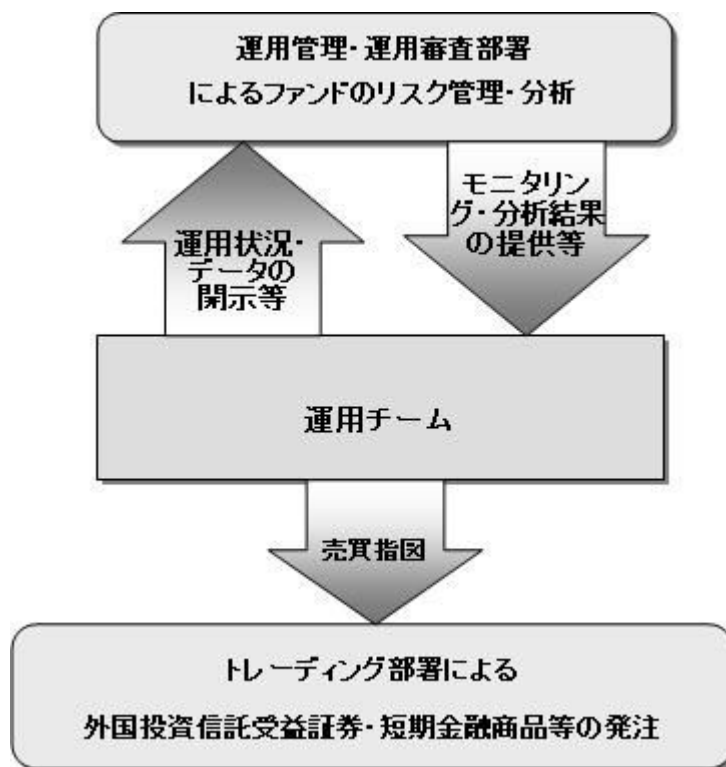 運用管理・運用審査部署
によるファンドのリスク管理・分析
運用状況・
データの
開示等
モニタリン
グ・分析結果
の提供等
運用チーム
売買指図
トレーディング部署による
外国投資信託受益証券・短期金融商品等の発注